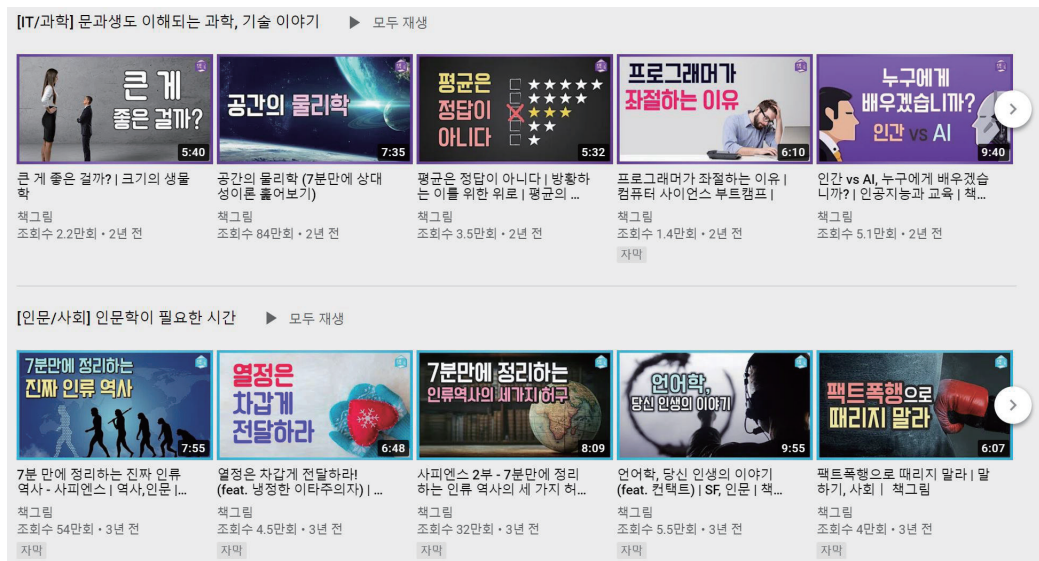 [IT/과학] 문과생도 이해되는 과학, 기술 이야기 ▶ 모두 재생
큰 게
좋은 걸까?
5:40
공간의 물리학
7:35
평균은
정답이
아니다
5:32
프로그래머가
좌절하는 이유
6:10
누구에게
배우겠습니까?
인간 vs AI
9:40
큰 게 좋은 걸까? | 크기의 생물
학
책그림
조회수 2.2만회 • 2년 전
공간의 물리학 (7분만에 상대
성이론 훑어보기)
책그림
조회수 84만회 • 2년 전
평균은 정답이 아니다 | 방황하
는 이를 위한 위로 | 평균의 ...
책그림
조회수 3.5만회 • 2년 전
프로그래머가 좌절하는 이유 |
컴퓨터 사이언스 부트캠프 |
책그림
조회수 1.4만회 • 2년 전
자막
인간 vs AI, 누구에게 배우겠습
니까? | 인공지능과 교육 | 책...
책그림
조회수 5.1만회 • 2년 전
[인문/사회] 인문학이 필요한 시간 ▶ 모두 재생
7분만에 정리하는
진짜 인류 역사
7:55
열정은
차갑게
전달하라
6:48
7분만에 정리하는
인류역사의 세가지 허구
8:09
언어학,
당신 인생의 이야기
9:55
팩트폭행으로
때리지 말라
6:07
7분 만에 정리하는 진짜 인류
역사 - 사피엔스 | 역사,인문 |...
책그림
조회수 54만회 • 3년 전
자막
열정은 차갑게 전달하라!
(feat. 냉정한 이타주의자) | ...
책그림
조회수 4.5만회 • 3년 전
자막
사피엔스 2부 - 7분만에 정리
하는 인류 역사의 세 가지 허...
책그림
조회수 32만회 • 3년 전
자막
언어학, 당신 인생의 이야기
(feat. 컨택트) | SF, 인문 | 책...
책그림
조회수 5.5만회 • 3년 전
자막
팩트폭행으로 때리지 말라 | 말
하기, 사회 | 책그림
책그림
조회수 4만회 • 3년 전
자막